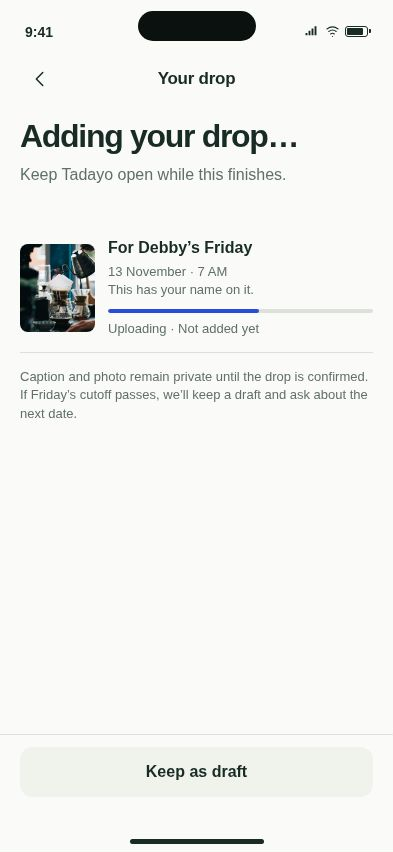 9:41
Your drop
Adding your drop…
Keep Tadayo open while this finishes.
For Debby’s Friday
13 November · 7 AM
This has your name on it.
Uploading · Not added yet
Caption and photo remain private until the drop is confirmed.
If Friday’s cutoff passes, we’ll keep a draft and ask about the
next date.
Keep as draft